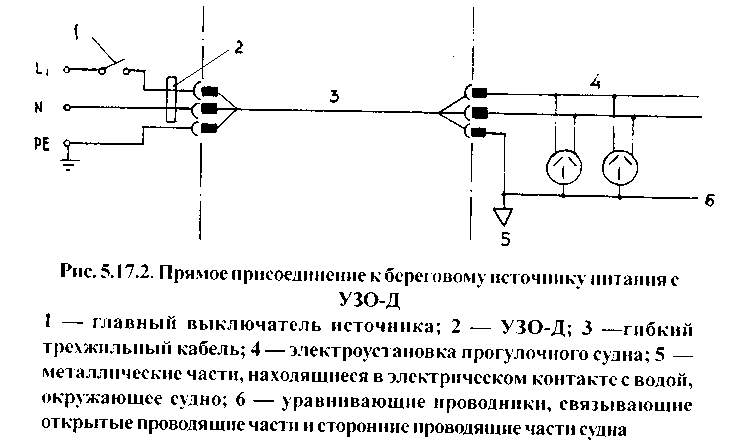 1
2
L₁
3
4
N
PE
6
5
Рис. 5.17.2. Прямое присоединение к береговому источнику питания с
УЗО-Д
1 — главный выключатель источника; 2 — УЗО-Д; 3 —гибкий
трехжильный кабель; 4 — электроустановка прогулочного судна; 5 —
металлические части, находящиеся в электрическом контакте с водой,
окружающее судно; 6 — уравнивающие проводники, связывающие
открытые проводящие части и сторонние проводящие части судна